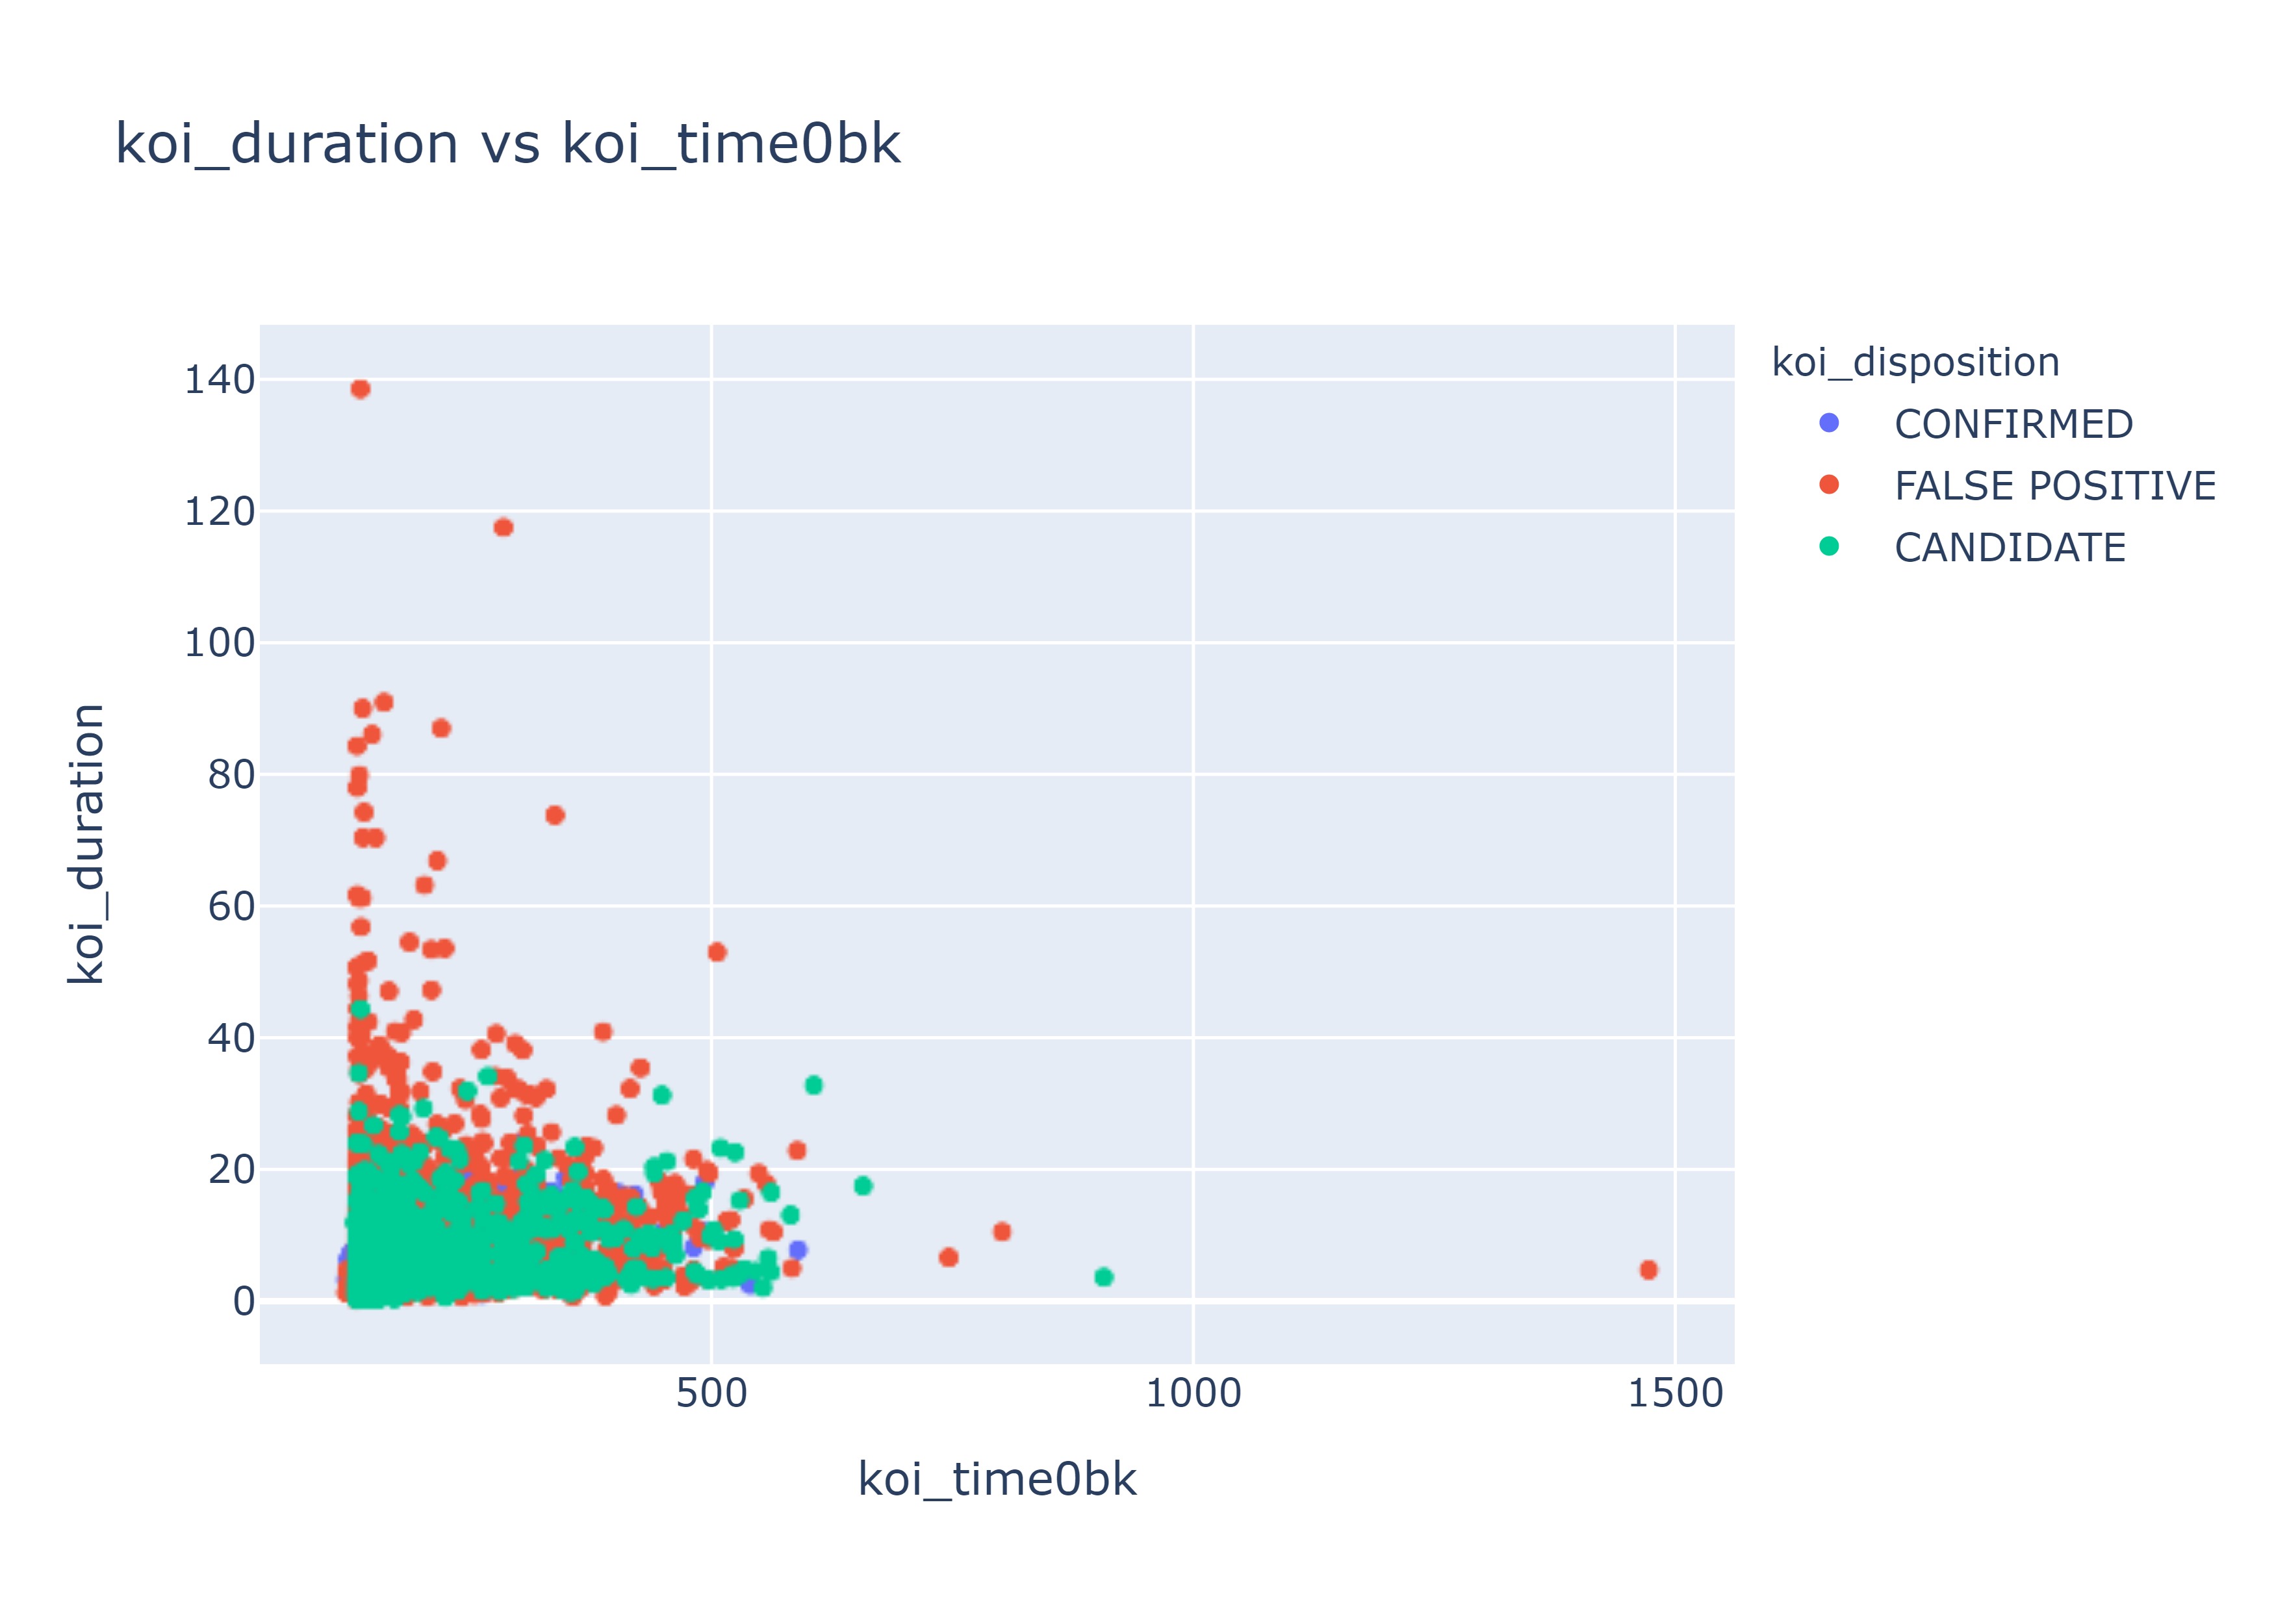 koi_duration vs koi_time0bk
koi_disposition
CONFIRMED
FALSE POSITIVE
CANDIDATE
koi_duration
140
120
100
80
60
40
20
0
500
1000
1500
koi_time0bk